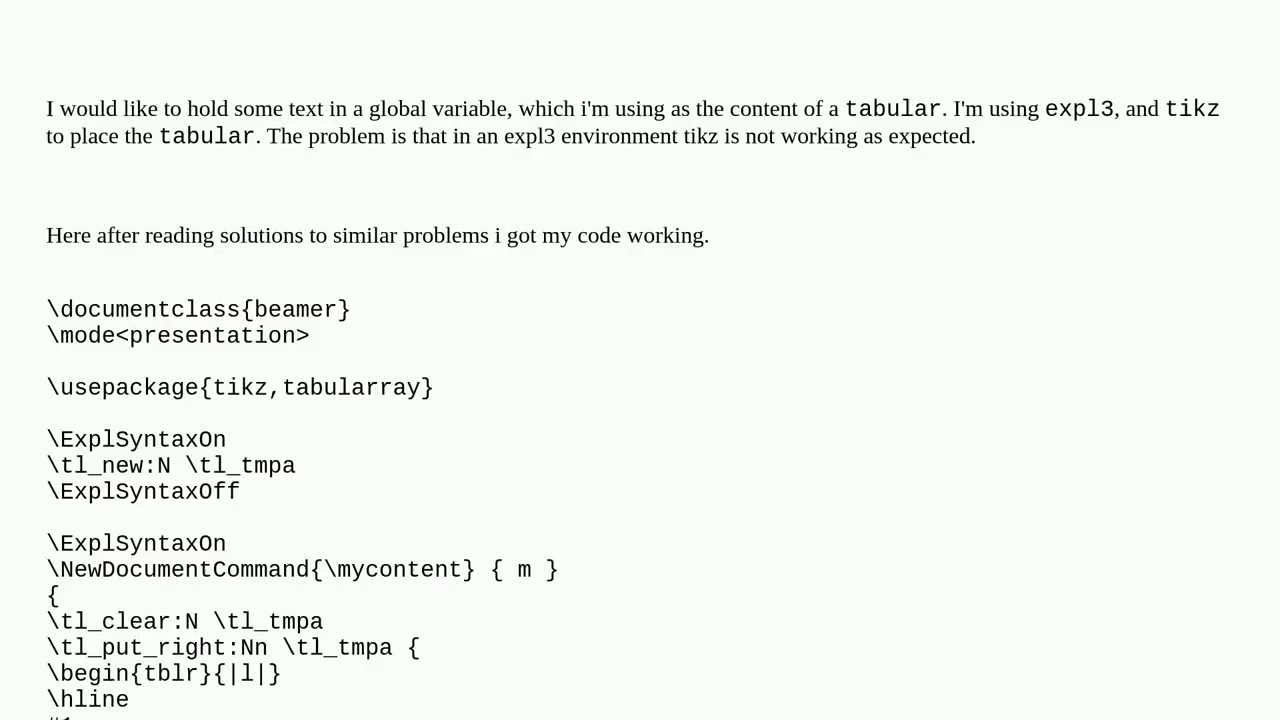 I would like to hold some text in a global variable, which i'm using as the content of a tabular. I'm using expl3, and tikz
to place the tabular. The problem is that in an expl3 environment tikz is not working as expected.
Here after reading solutions to similar problems i got my code working.
\documentclass{beamer}
\mode<presentation>
\usepackage{tikz,tabularray}
\ExplSyntaxOn
\tl_new:N \tl_tmpa
\ExplSyntaxOff
\ExplSyntaxOn
\NewDocumentCommand{\mycontent} { m }
{
\tl_clear:N \tl_tmpa
\tl_put_right:Nn \tl_tmpa {
\begin{tblr}{|l|}
\hline